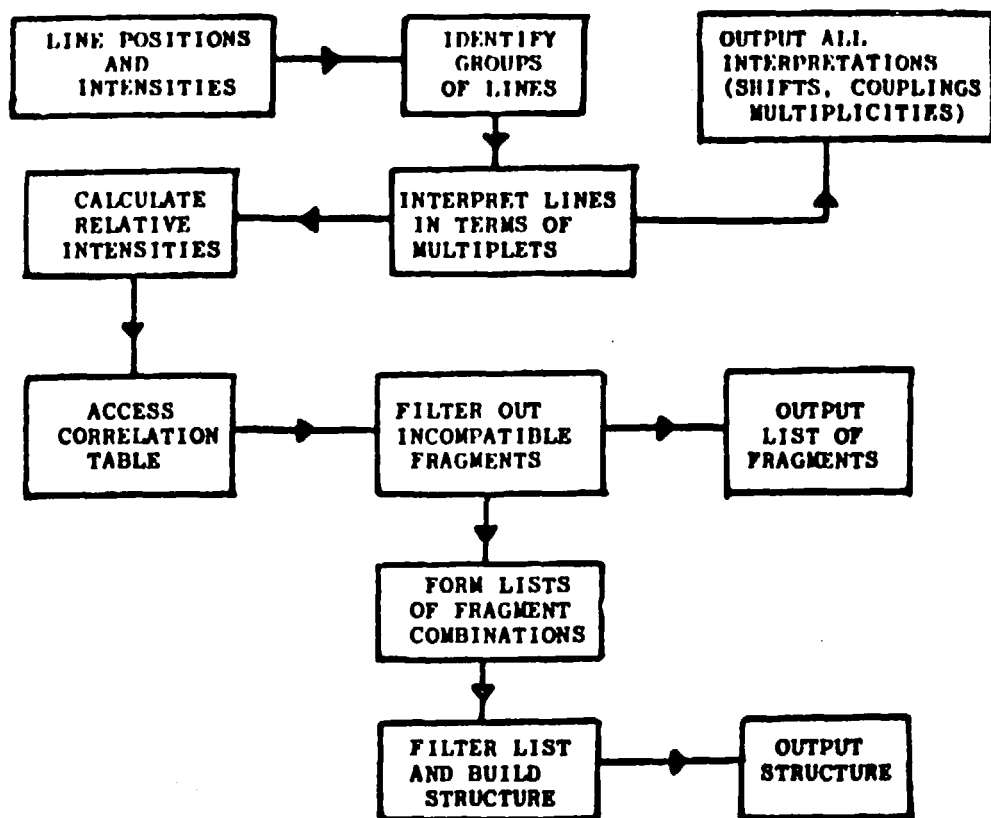 LINE POSITIONS
AND
INTENSITIES
IDENTIFY
GROUPS
OF LINES
OUTPUT ALL
INTERPRETATIONS
(SHIFTS, COUPLINGS
MULTIPLICITIES)
CALCULATE
RELATIVE
INTENSITIES
INTERPRET LINES
IN TERMS OF
MULTIPLETS
ACCESS
CORRELATION
TABLE
FILTER OUT
INCOMPATIBLE
FRAGMENTS
OUTPUT
LIST OF
FRAGMENTS
FORM LISTS
OF FRAGMENT
COMBINATIONS
FILTER LIST
AND BUILD
STRUCTURE
OUTPUT
STRUCTURE